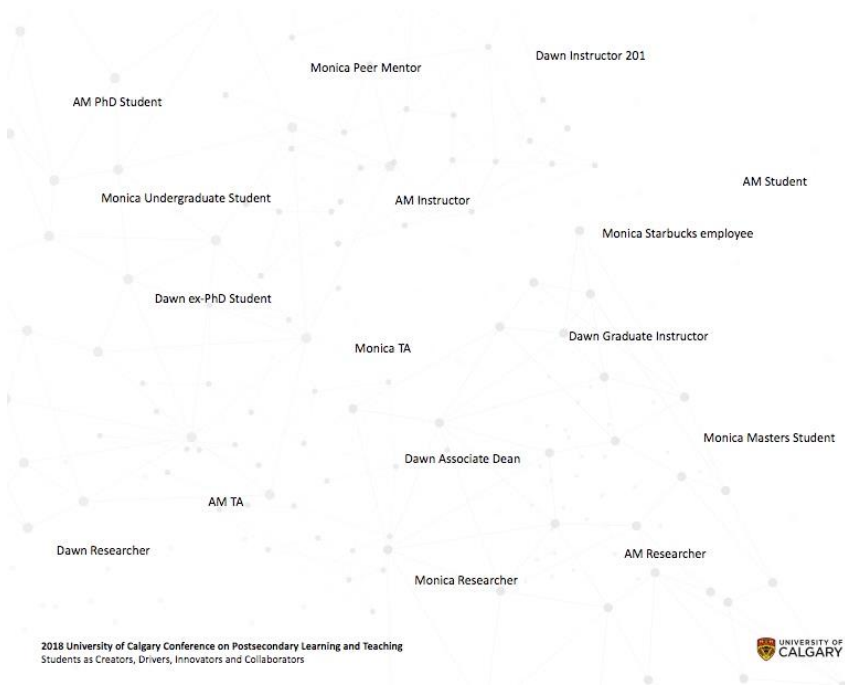 Dawn Instructor 201
Monica Peer Mentor
AM PhD Student
AM Student
Monica Undergraduate Student
AM Instructor
Monica Starbucks employee
Dawn ex-PhD Student
Dawn Graduate Instructor
Monica TA
Monica Masters Student
Dawn Associate Dean
AM TA
Dawn Researcher
AM Researcher
Monica Researcher
2018 University of Calgary Conference on Postsecondary Learning and Teaching
Students as Creators, Drivers, Innovators and Collaborators
UNIVERSITY OF
CALGARY